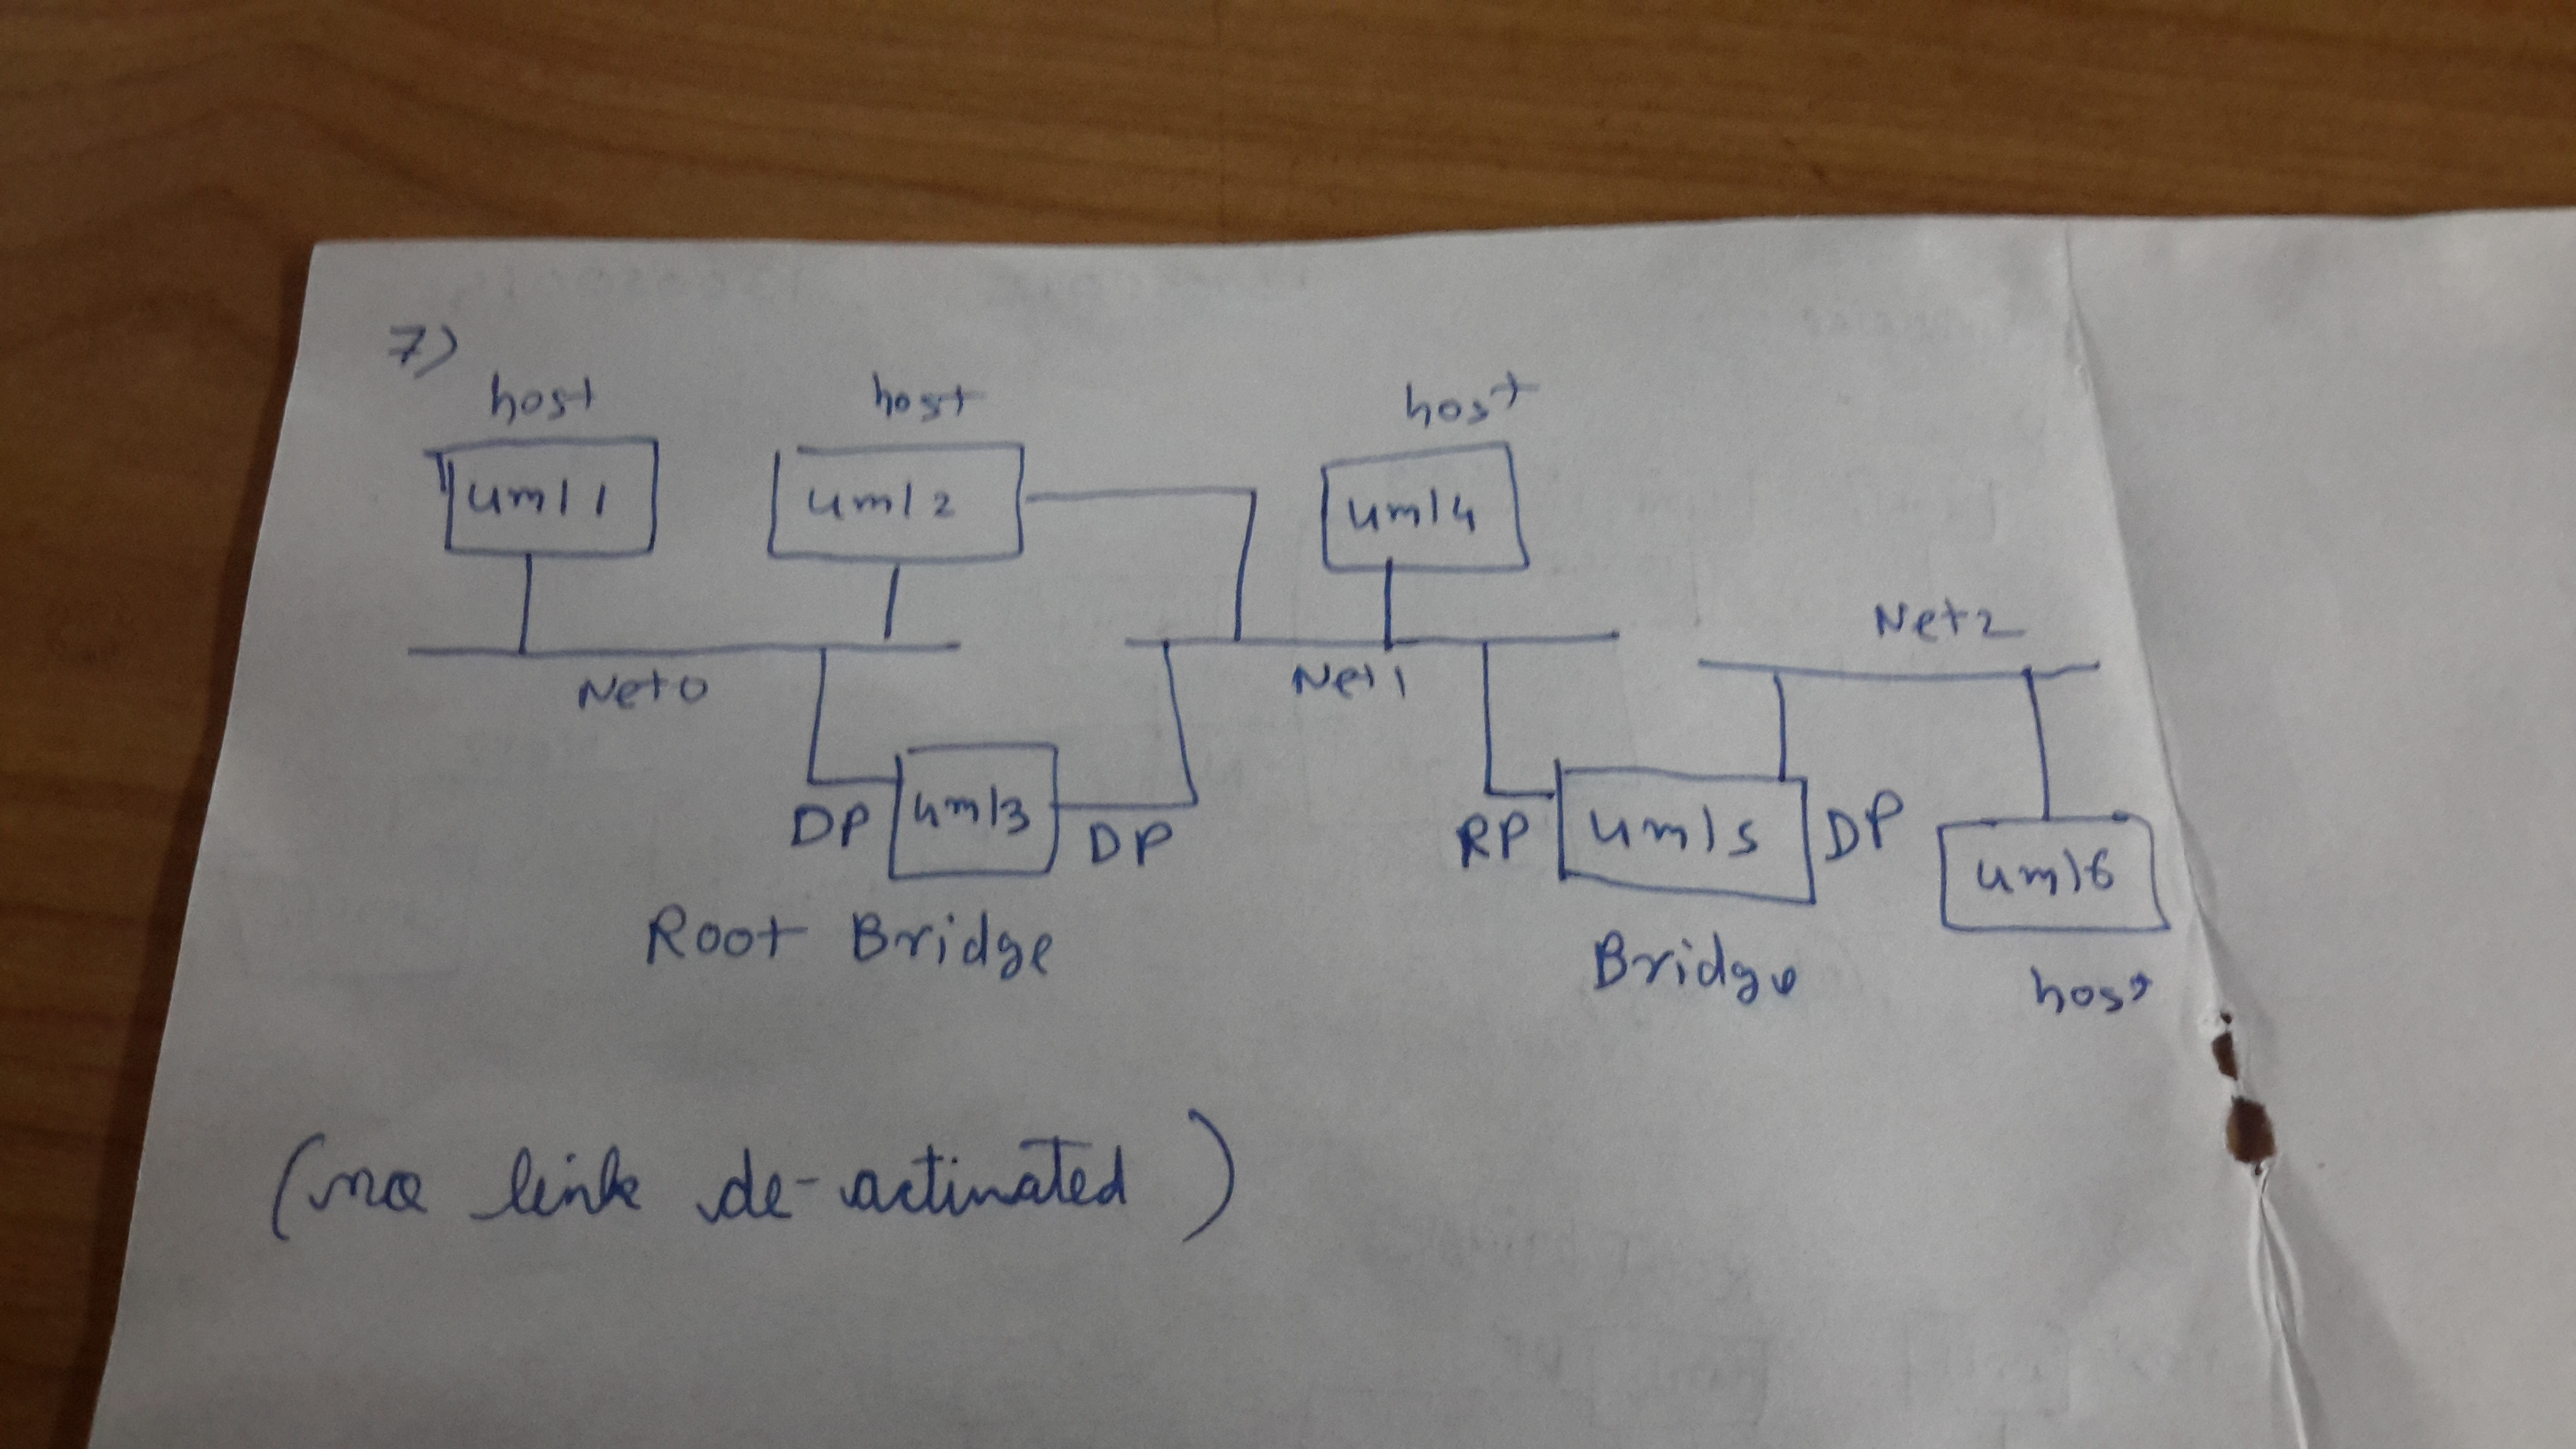 7)
host host host
uml1 uml2 uml4
Net2
Net0 Net1
DP uml3 DP RP uml5 DP uml6
Root Bridge Bridge host
(no link de-activated)